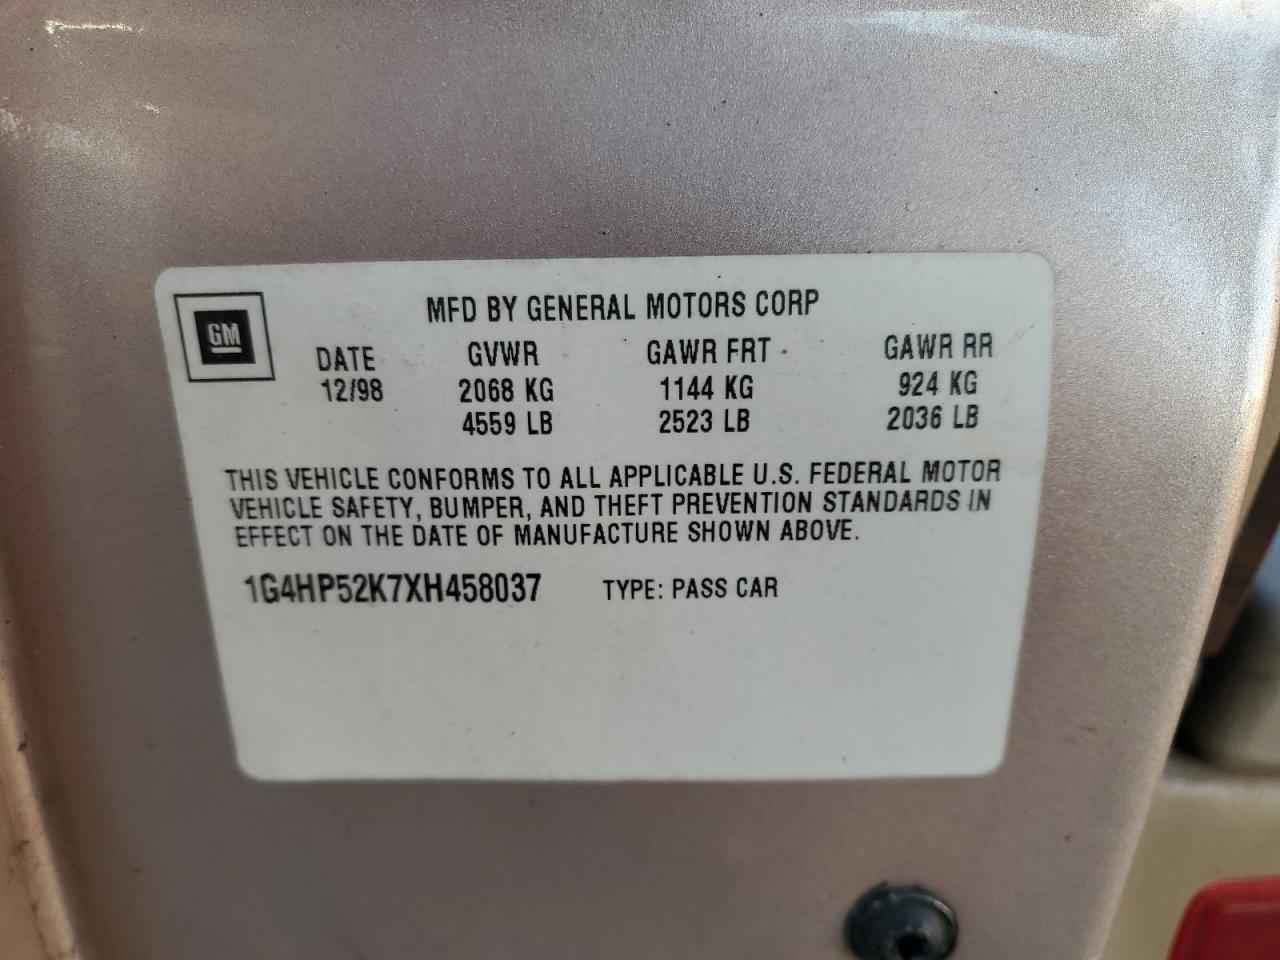 GM
MFD BY GENERAL MOTORS CORP
DATE GVWR GAWR FRT GAWR RR
12/98 2068 KG 1144 KG 924 KG
4559 LB 2523 LB 2036 LB
THIS VEHICLE CONFORMS TO ALL APPLICABLE U.S. FEDERAL MOTOR
VEHICLE SAFETY, BUMPER, AND THEFT PREVENTION STANDARDS IN
EFFECT ON THE DATE OF MANUFACTURE SHOWN ABOVE.
1G4HP52K7XH458037 TYPE: PASS CAR